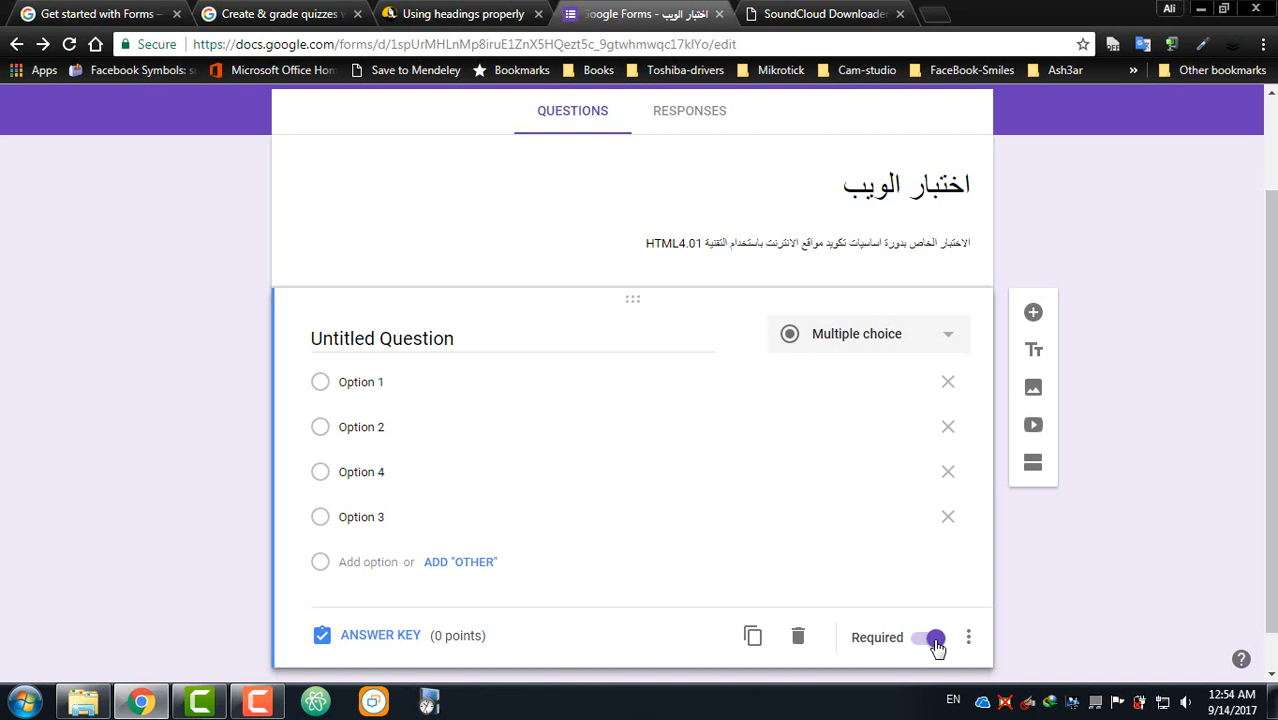 Get started with Forms –
Create & grade quizzes w
Using headings properly
Google Forms - اختبار الويب
SoundCloud Downloader
Ali
Secure
https://docs.google.com/forms/d/1spUrMHLnMp8iruE1ZnX5HQezt5c_9gtwhmwqc17kIYo/edit
OFF
Apps
Facebook Symbols: s
Microsoft Office Hom
Save to Mendeley
Bookmarks
Books
Toshiba-drivers
Mikrotick
Cam-studio
FaceBook-Smiles
Ash3ar
»
Other bookmarks
QUESTIONS
RESPONSES
اختبار الويب
الاختبار الخاص بدورة اساسيات تكويد مواقع الانترنت باستخدام التقنية HTML4.01
Untitled Question
Multiple choice
Option 1
Option 2
Option 4
Option 3
Add option or ADD "OTHER"
ANSWER KEY (0 points)
Required
EN
12:54 AM
9/14/2017